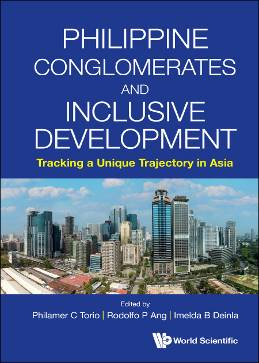 PHILIPPINE
CONGLOMERATES
AND
INCLUSIVE
DEVELOPMENT
Tracking a Unique Trajectory in Asia
Edited by
Philamer C Torio | Rodolfo P Ang | Imelda B Deinla
World Scientific